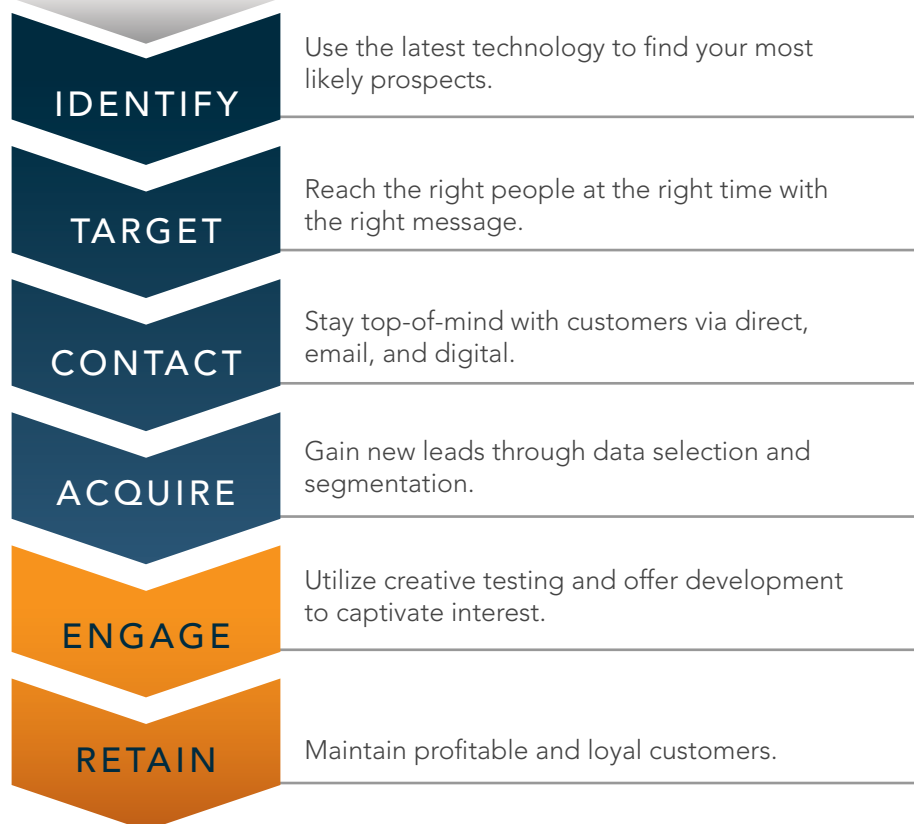 IDENTIFY
Use the latest technology to find your most
likely prospects.
TARGET
Reach the right people at the right time with
the right message.
CONTACT
Stay top-of-mind with customers via direct,
email, and digital.
ACQUIRE
Gain new leads through data selection and
segmentation.
ENGAGE
Utilize creative testing and offer development
to captivate interest.
RETAIN
Maintain profitable and loyal customers.